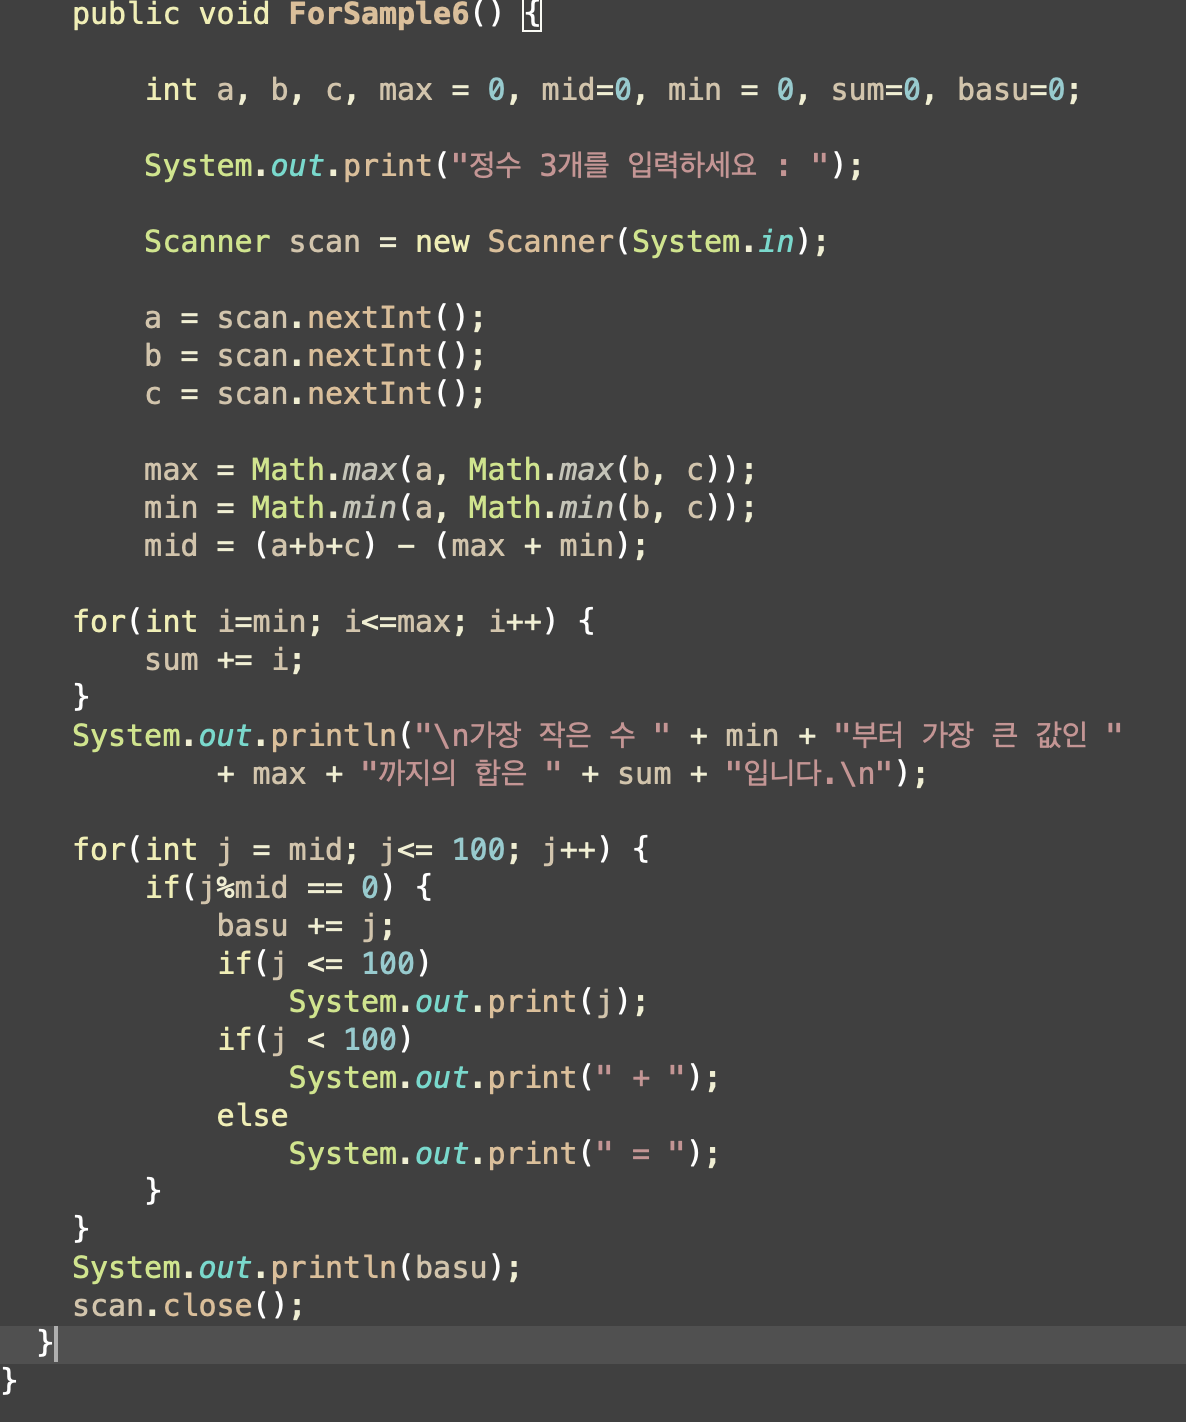 public void ForSample6() {
int a, b, c, max = 0, mid=0, min = 0, sum=0, basu=0;
System.out.print("정수 3개를 입력하세요 : ");
Scanner scan = new Scanner(System.in);
a = scan.nextInt();
b = scan.nextInt();
c = scan.nextInt();
max = Math.max(a, Math.max(b, c));
min = Math.min(a, Math.min(b, c));
mid = (a+b+c) - (max + min);
for(int i=min; i<=max; i++) {
sum += i;
}
System.out.println("\n가장 작은 수 " + min + "부터 가장 큰 값인 "
+ max + "까지의 합은 " + sum + "입니다.\n");
for(int j = mid; j<= 100; j++) {
if(j%mid == 0) {
basu += j;
if(j <= 100)
System.out.print(j);
if(j < 100)
System.out.print(" + ");
else
System.out.print(" = ");
}
}
System.out.println(basu);
scan.close();
}
}